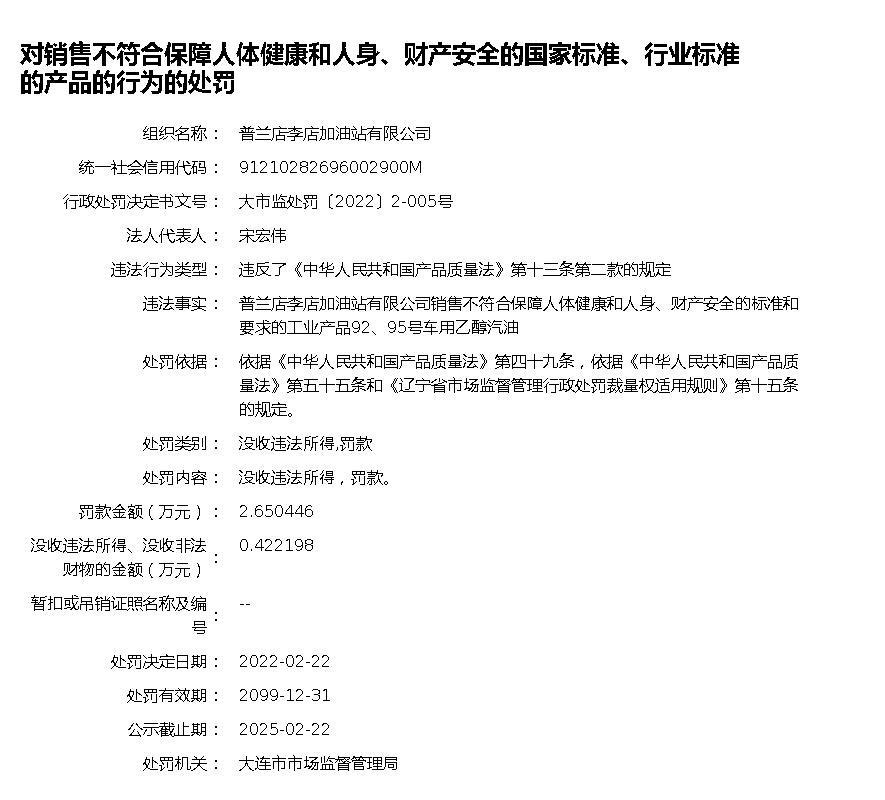 对销售不符合保障人体健康和人身、财产安全的国家标准、行业标准
的产品的行为的处罚
组织名称： 普兰店李店加油站有限公司
统一社会信用代码： 91210282696002900M
行政处罚决定书文号： 大市监处罚〔2022〕2-005号
法人代表人： 宋宏伟
违法行为类型： 违反了《中华人民共和国产品质量法》第十三条第二款的规定
违法事实： 普兰店李店加油站有限公司销售不符合保障人体健康和人身、财产安全的标准和
要求的工业产品92、95号车用乙醇汽油
处罚依据： 依据《中华人民共和国产品质量法》第四十九条，依据《中华人民共和国产品质
量法》第五十五条和《辽宁省市场监督管理行政处罚裁量权适用规则》第十五条
的规定。
处罚类别： 没收违法所得,罚款
处罚内容： 没收违法所得，罚款。
罚款金额（万元）： 2.650446
没收违法所得、没收非法
财物的金额（万元）： 0.422198
暂扣或吊销证照名称及编
号： --
处罚决定日期： 2022-02-22
处罚有效期： 2099-12-31
公示截止期： 2025-02-22
处罚机关： 大连市市场监督管理局